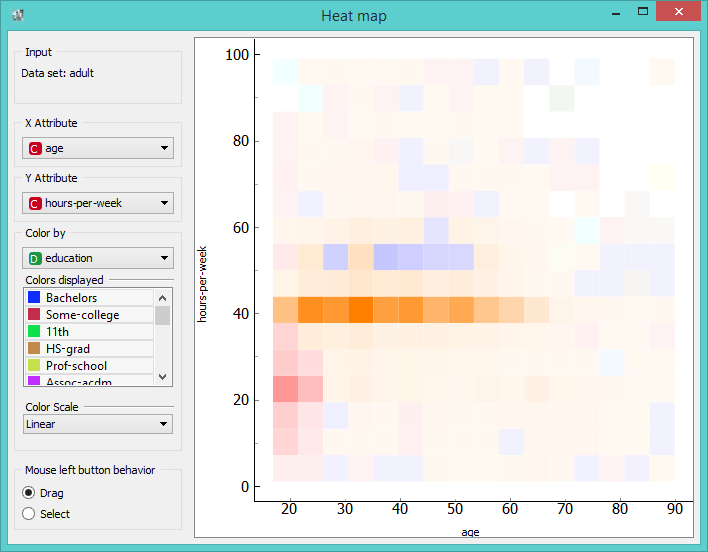 Heat map
Input
Data set: adult
X Attribute
C age
Y Attribute
C hours-per-week
Color by
D education
Colors displayed
Bachelors
Some-college
11th
HS-grad
Prof-school
Assoc-acdm
Color Scale
Linear
Mouse left button behavior
Drag
Select
hours-per-week
100
80
60
40
20
0
20 30 40 50 60 70 80 90
age